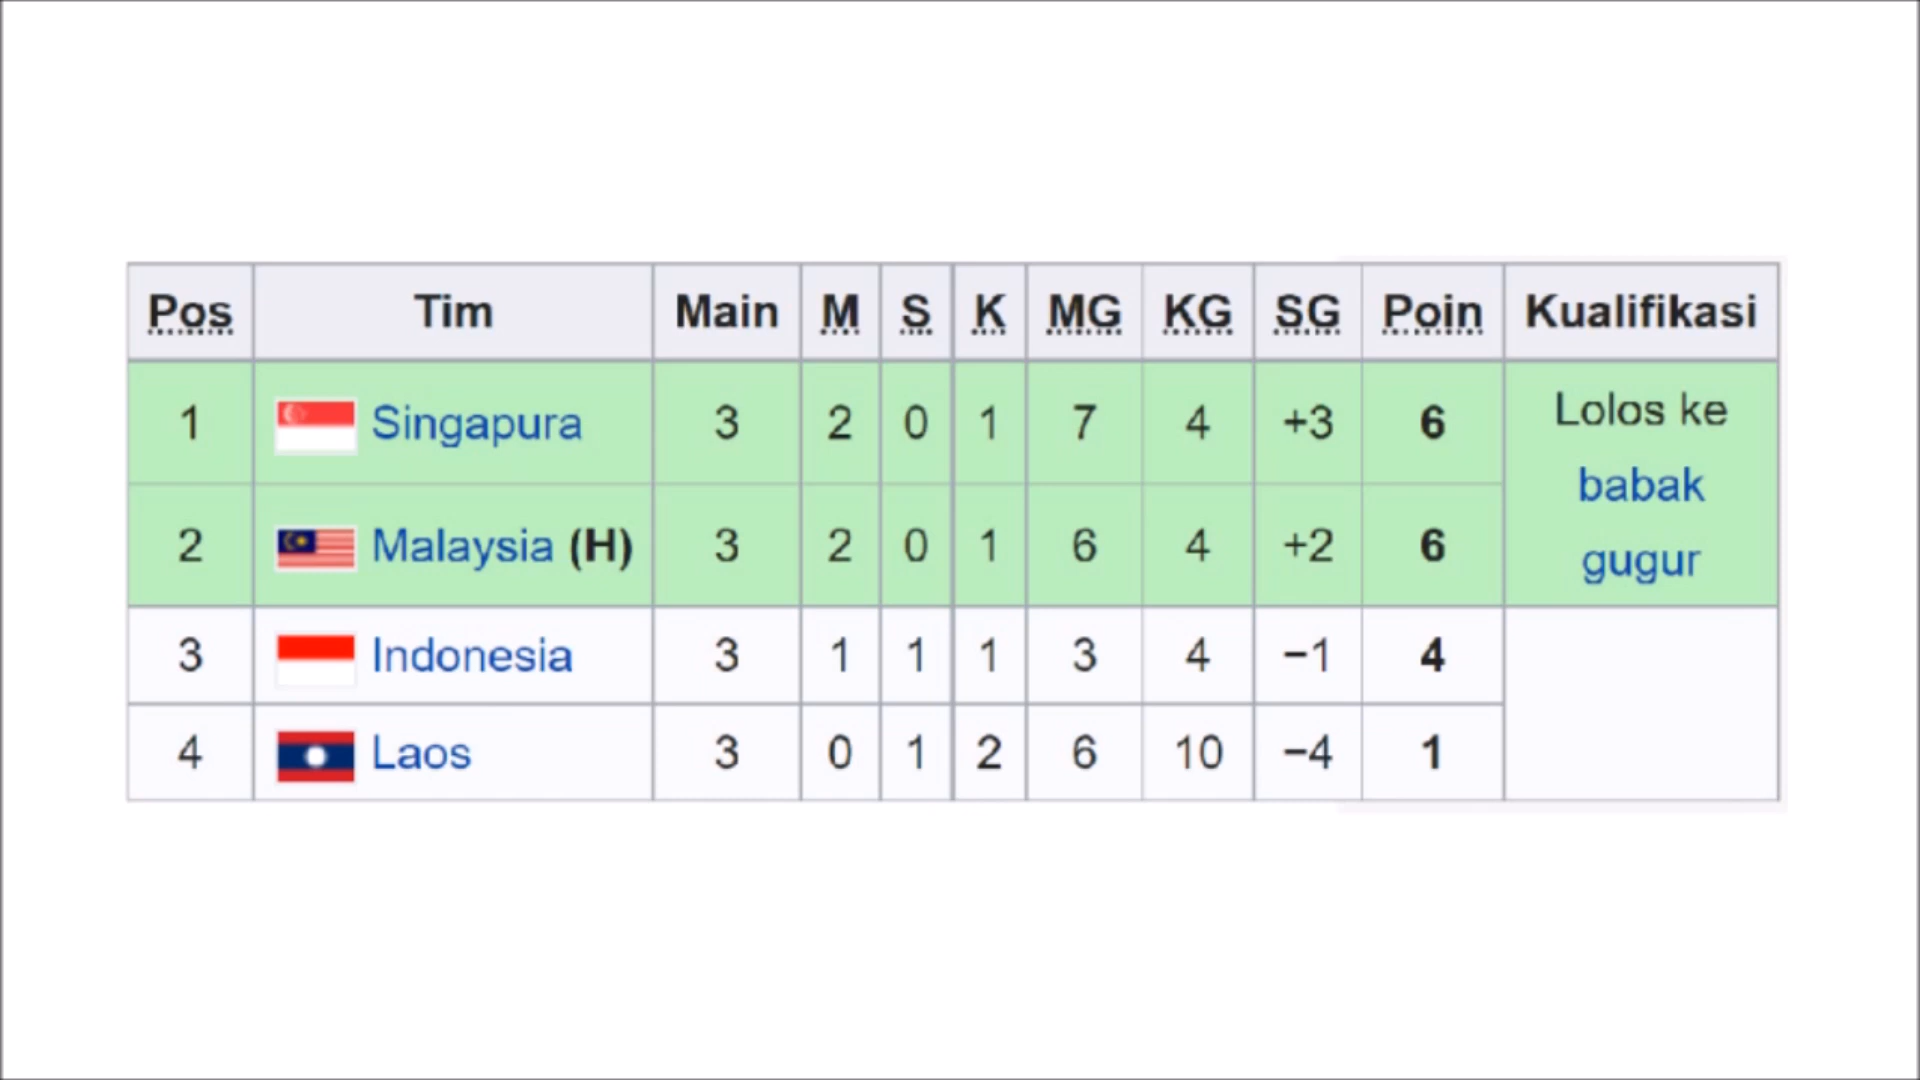 Pos Tim Main M S K MG KG SG Poin Kualifikasi
1 Singapura 3 2 0 1 7 4 +3 6 Lolos ke
babak
2 Malaysia (H) 3 2 0 1 6 4 +2 6
gugur
3 Indonesia 3 1 1 1 3 4 −1 4
4 Laos 3 0 1 2 6 10 −4 1